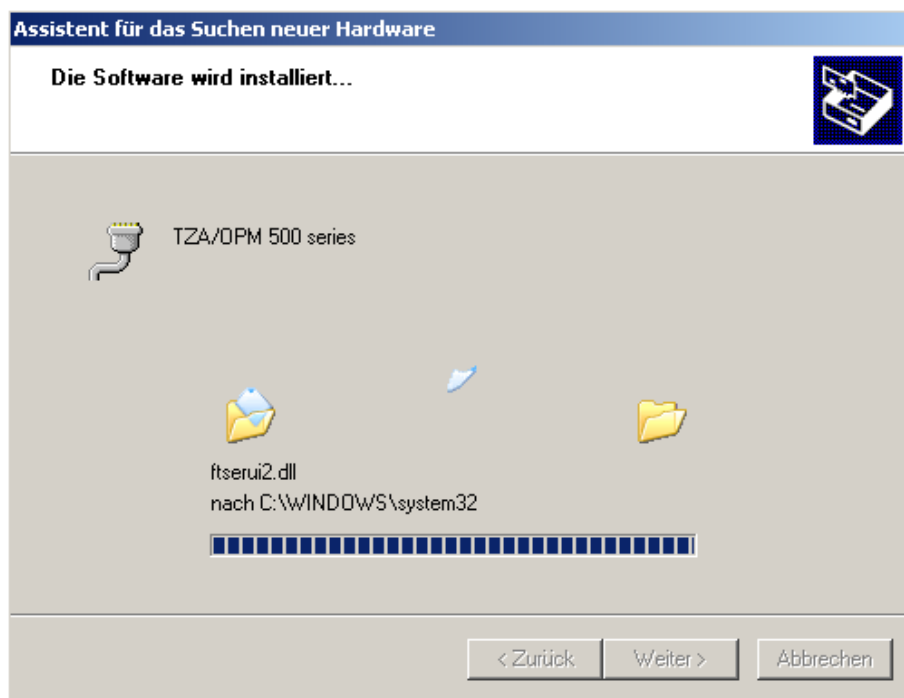 Assistent für das Suchen neuer Hardware
Die Software wird installiert...
TZA/OPM 500 series
ftserui2.dll
nach C:\WINDOWS\system32
< Zurück
Weiter >
Abbrechen